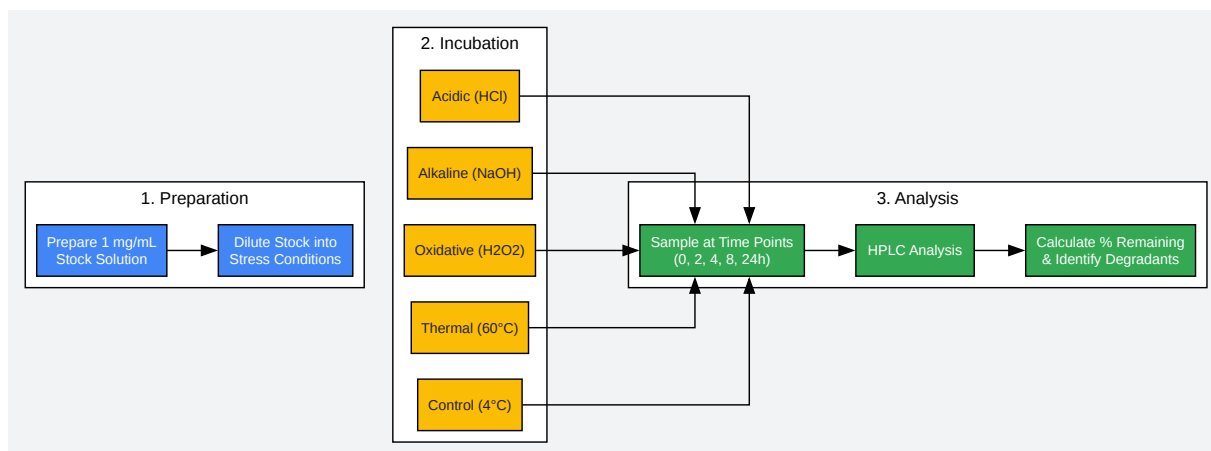 1. Preparation
Prepare 1 mg/mL
Stock Solution
Dilute Stock into
Stress Conditions
2. Incubation
Acidic (HCl)
Alkaline (NaOH)
Oxidative (H2O2)
Thermal (60°C)
Control (4°C)
3. Analysis
Sample at Time Points
(0, 2, 4, 8, 24h)
HPLC Analysis
Calculate % Remaining
& Identify Degradants